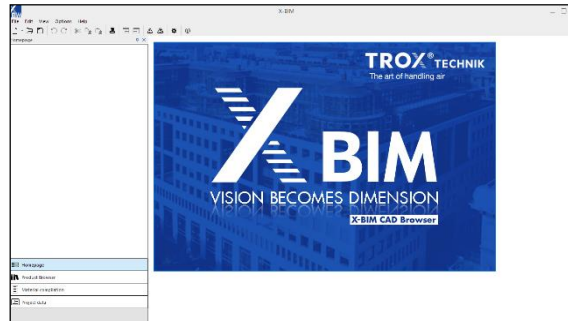 X-BIM
File Edit View Options Help
Homepage
TROX® TECHNIK
The art of handling air
X BIM
VISION BECOMES DIMENSION
X-BIM CAD Browser
Homepage
Product Browser
Material compilation
Project data